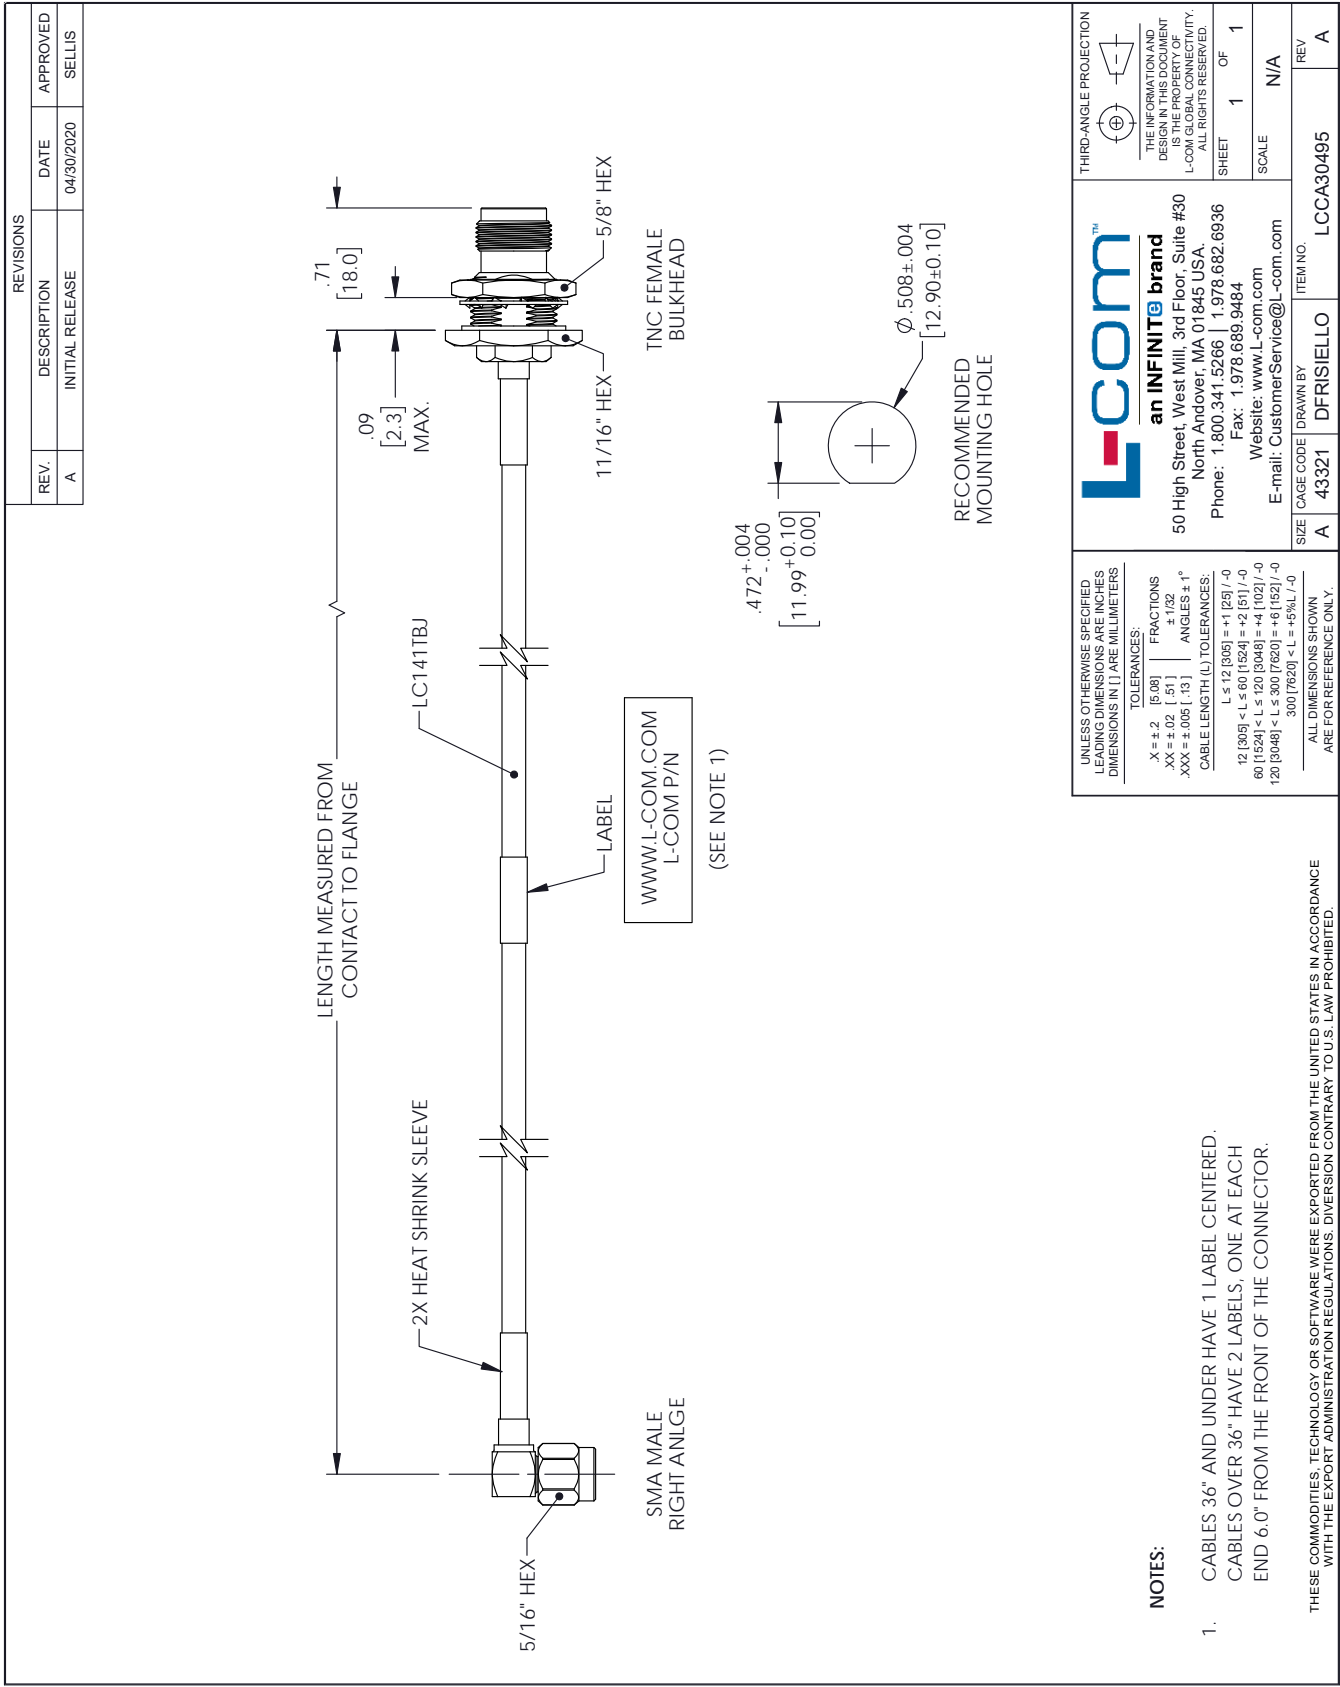 REVISIONS
REV. DESCRIPTION DATE APPROVED
A INITIAL RELEASE 04/30/2020 SELLIS
LENGTH MEASURED FROM
CONTACT TO FLANGE
.71
[18.0]
.09
[2.3]
MAX.
2X HEAT SHRINK SLEEVE
LC141TBJ
5/16" HEX
LABEL
11/16" HEX
5/8" HEX
SMA MALE
RIGHT ANLGE
WWW.L-COM.COM
L-COM P/N
(SEE NOTE 1)
TNC FEMALE
BULKHEAD
.472+.004
-.000
[11.99+0.10
0.00]
∅.508±.004
[12.90±0.10]
RECOMMENDED
MOUNTING HOLE
NOTES:
1. CABLES 36" AND UNDER HAVE 1 LABEL CENTERED.
CABLES OVER 36" HAVE 2 LABELS, ONE AT EACH
END 6.0" FROM THE FRONT OF THE CONNECTOR.
THESE COMMODITIES, TECHNOLOGY OR SOFTWARE WERE EXPORTED FROM THE UNITED STATES IN ACCORDANCE
WITH THE EXPORT ADMINISTRATION REGULATIONS. DIVERSION CONTRARY TO U.S. LAW PROHIBITED.
UNLESS OTHERWISE SPECIFIED
LEADING DIMENSIONS ARE INCHES
DIMENSIONS IN [ ] ARE MILLIMETERS
TOLERANCES:
.X = ±.2 [5.08] FRACTIONS
.XX = ±.02 [.51] ± 1/32
.XXX = ±.005 [.13] ANGLES ± 1°
CABLE LENGTH (L) TOLERANCES:
L ≤ 12 [305] = +1 [25] / -0
12 [305] < L ≤ 60 [1524] = +2 [51] / -0
60 [1524] < L ≤ 120 [3048] = +4 [102] / -0
120 [3048] < L ≤ 300 [7620] = +6 [152] / -0
300 [7620] < L = +5%L / -0
ALL DIMENSIONS SHOWN
ARE FOR REFERENCE ONLY.
L-com™
an INFINITe brand
50 High Street, West Mill, 3rd Floor, Suite #30
North Andover, MA 01845 USA.
Phone: 1.800.341.5266 | 1.978.682.6936
Fax: 1.978.689.9484
Website: www.L-com.com
E-mail: CustomerService@L-com.com
THIRD-ANGLE PROJECTION
THE INFORMATION AND
DESIGN IN THIS DOCUMENT
IS THE PROPERTY OF
L-COM GLOBAL CONNECTIVITY.
ALL RIGHTS RESERVED.
SHEET 1 OF 1
SCALE N/A
SIZE A
CAGE CODE 43321
DRAWN BY DFRISIELLO
ITEM NO. LCCA30495
REV A